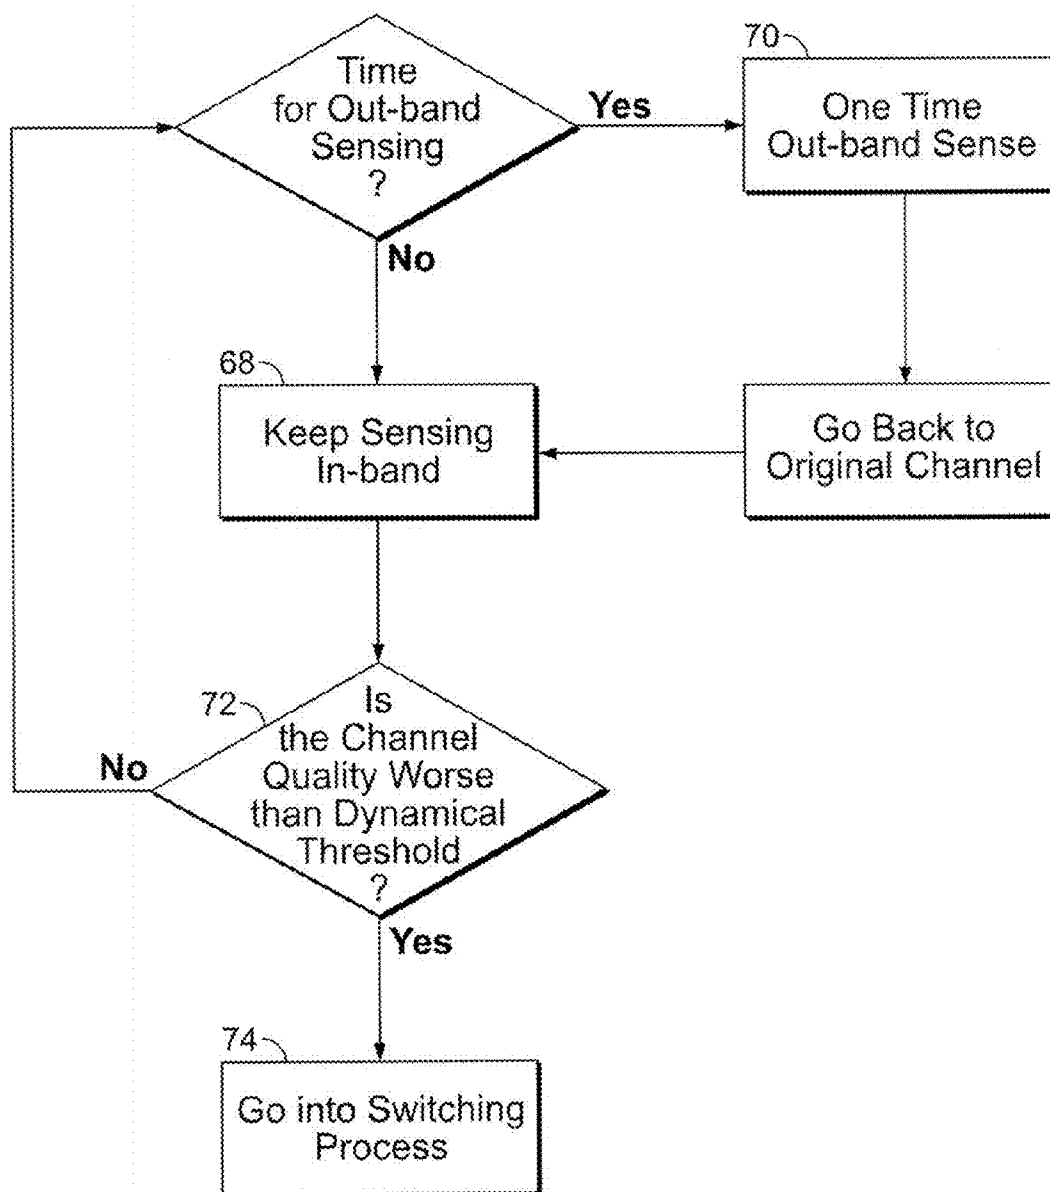 Time
for Out-band
Sensing
?
Yes
No
70
One Time
Out-band Sense
68
Keep Sensing
In-band
Go Back to
Original Channel
72
Is
the Channel
Quality Worse
than Dynamical
Threshold
?
No
Yes
74
Go into Switching
Process